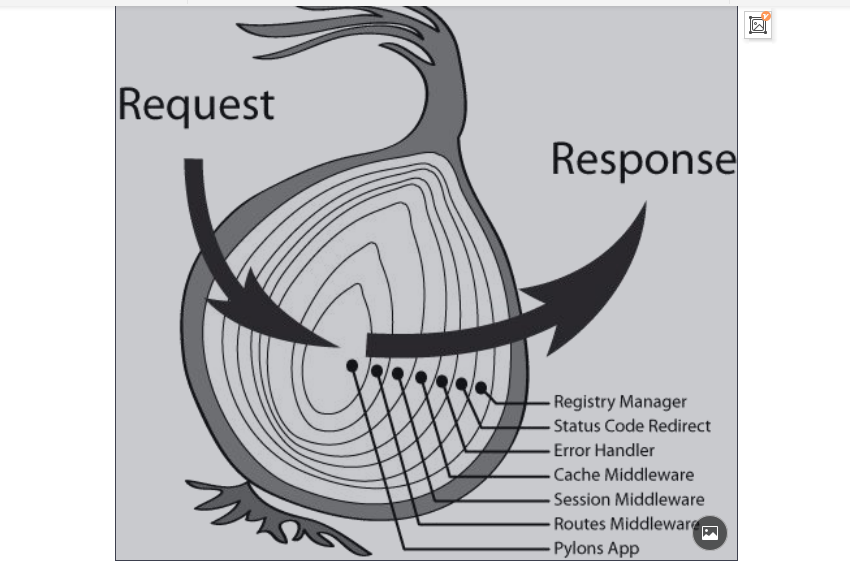 Request
Response
Registry Manager
Status Code Redirect
Error Handler
Cache Middleware
Session Middleware
Routes Middleware
Pylons App